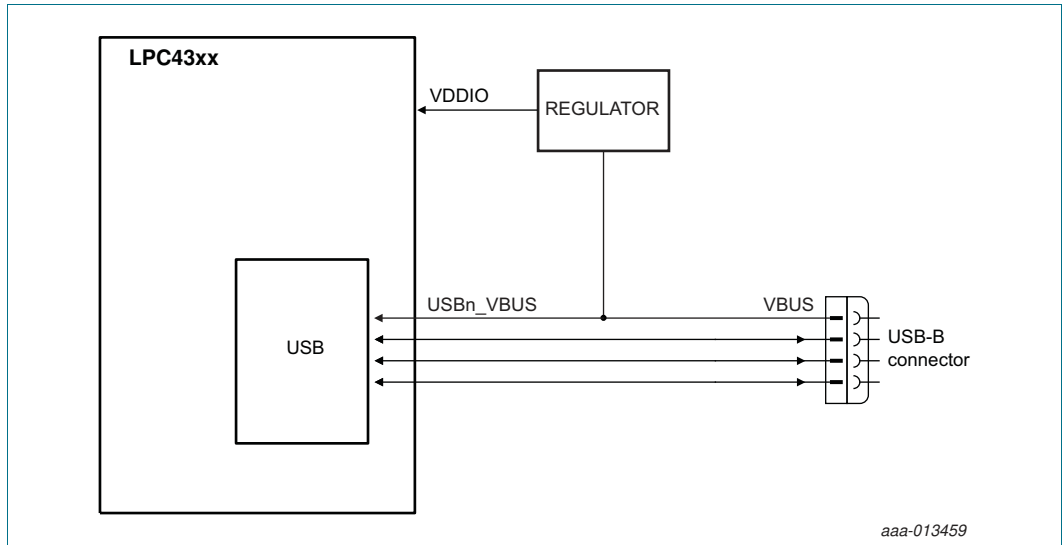 LPC43xx
VDDIO
REGULATOR
USBn_VBUS
VBUS
USB
USB-B
connector
aaa-013459